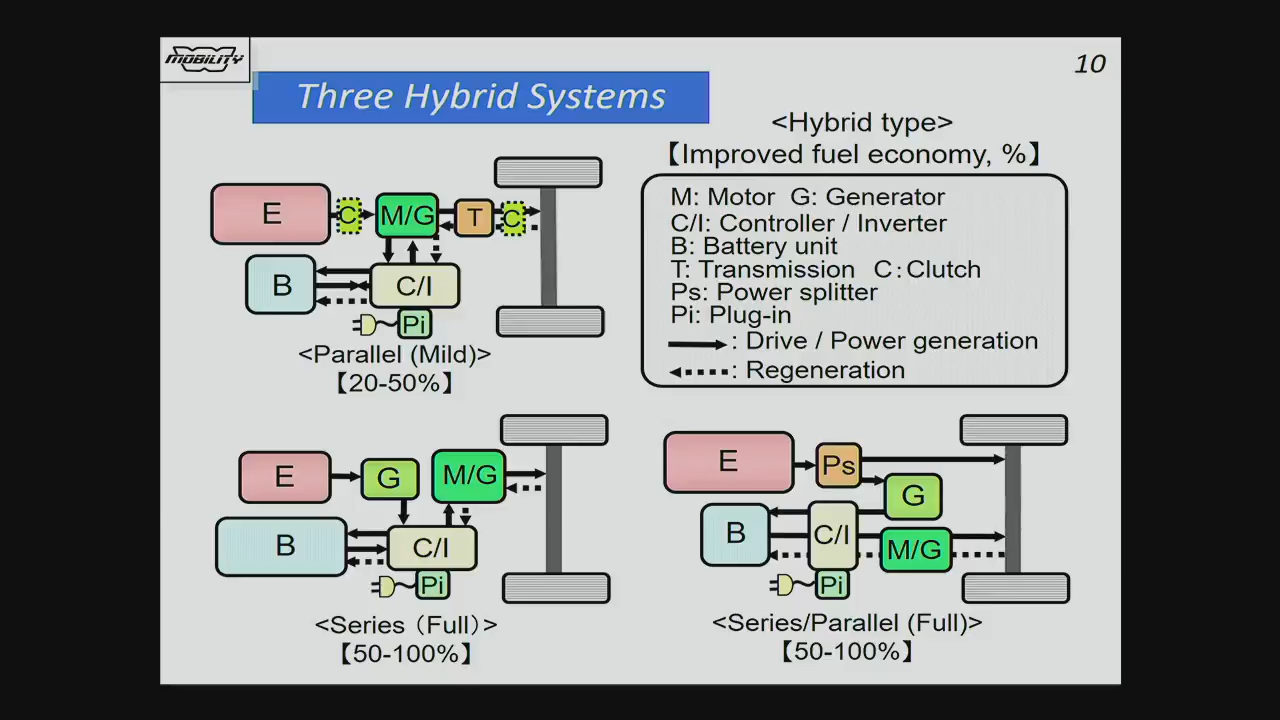 MOBILITY
10
Three Hybrid Systems
<Hybrid type>
【Improved fuel economy, %】
M: Motor G: Generator
C/I: Controller / Inverter
B: Battery unit
T: Transmission C:Clutch
Ps: Power splitter
Pi: Plug-in
: Drive / Power generation
: Regeneration
E
C
M/G
T
C
B
C/I
Pi
<Parallel (Mild)>
【20-50%】
E
G
M/G
B
C/I
Pi
<Series (Full)>
【50-100%】
E
Ps
G
B
C/I
M/G
Pi
<Series/Parallel (Full)>
【50-100%】